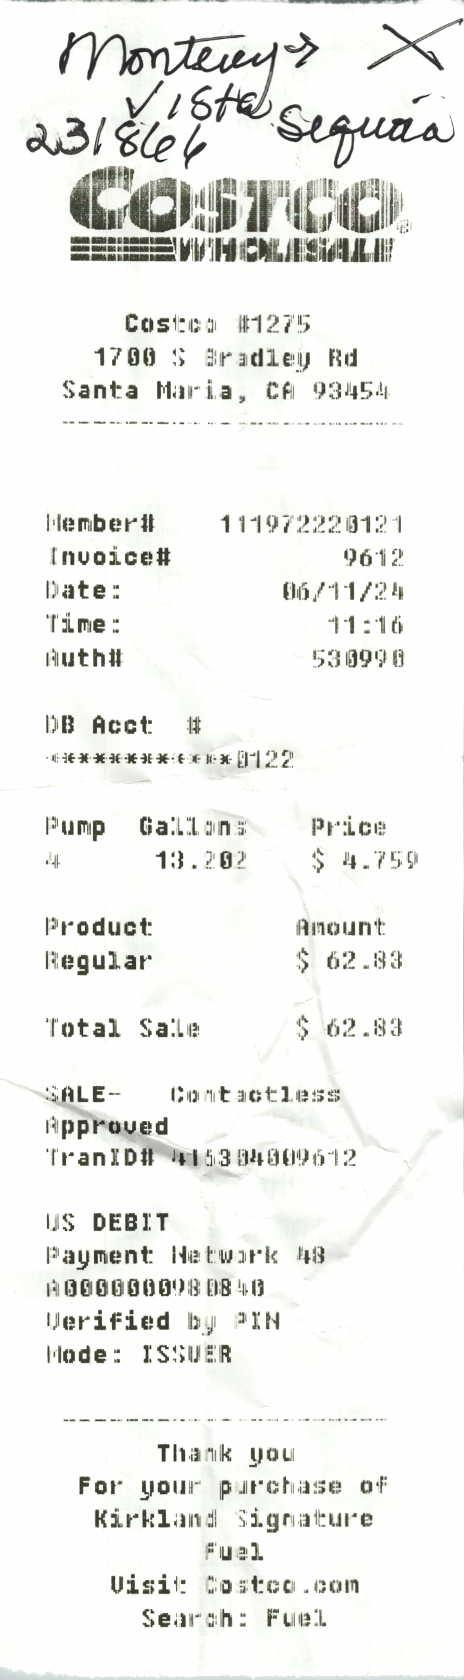 Monterey → X
Vista Sequoia
231866
COSTCO
WHOLESALE
Costco #1275
1700 S Bradley Rd
Santa Maria, CA 93454
Member# 111972220121
Invoice# 9612
Date: 06/11/24
Time: 11:16
Auth# 530990
DB Acct #
************0122
Pump Gallons Price
4 13.202 $ 4.759
Product Amount
Regular $ 62.83
Total Sale $ 62.83
SALE- Contactless
Approved
TranID# 415304009612
US DEBIT
Payment Network 48
A0000000980840
Verified by PIN
Mode: ISSUER
Thank you
For your purchase of
Kirkland Signature
Fuel
Visit Costco.com
Search: Fuel